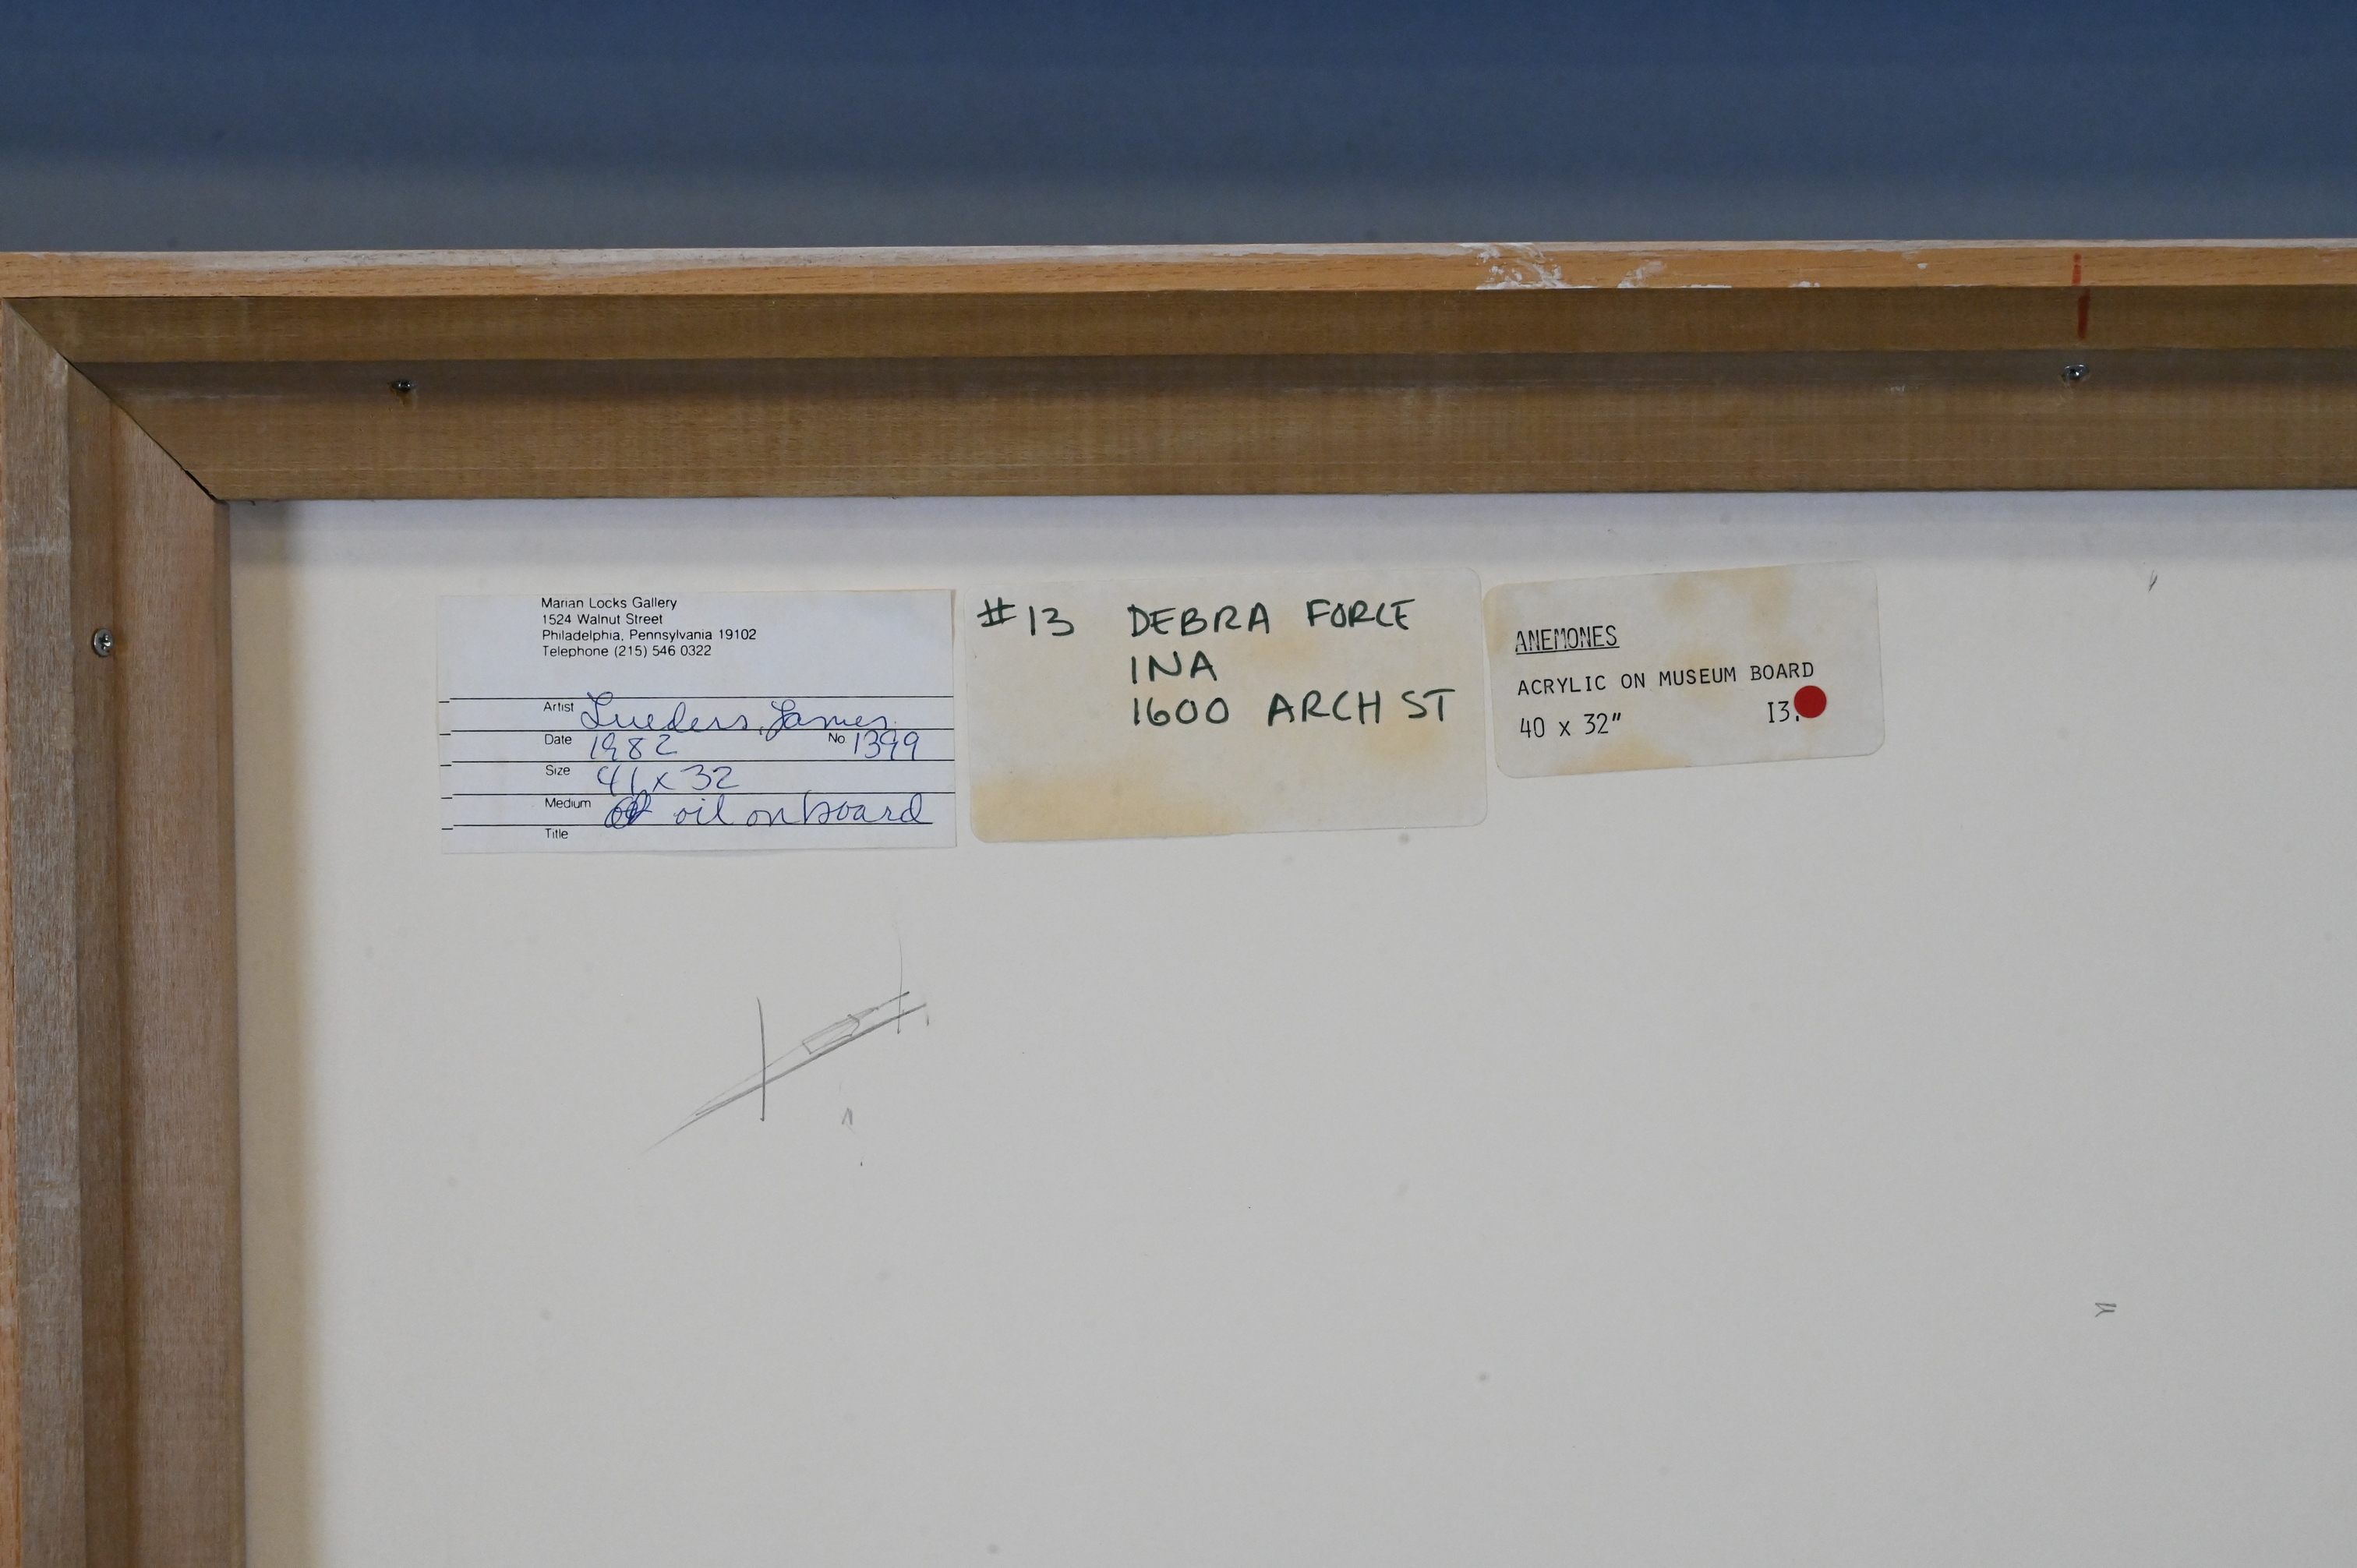 Marian Locks Gallery
1524 Walnut Street
Philadelphia, Pennsylvania 19102
Telephone (215) 546 0322
Artist Lueders, James
Date 1982 No 1399
Size 41 x 32
Medium oil on board
Title
#13 DEBRA FORCE
INA
1600 ARCH ST
ANEMONES
ACRYLIC ON MUSEUM BOARD
40 x 32" 13.